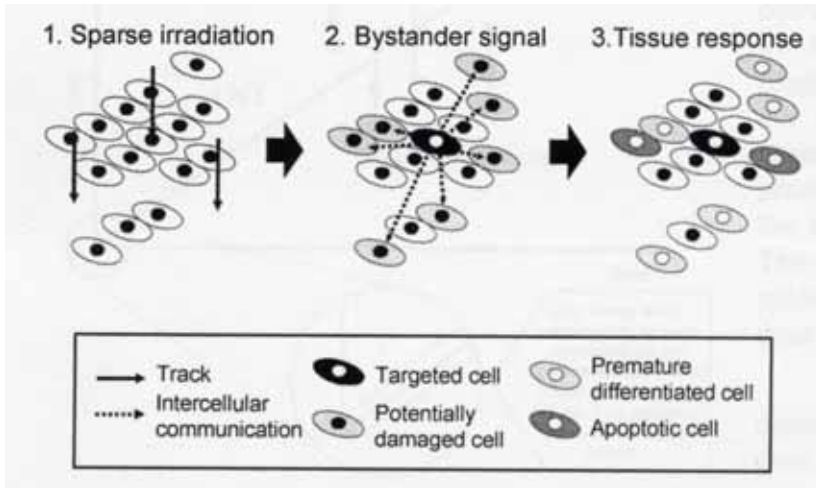 1. Sparse irradiation
2. Bystander signal
3.Tissue response
Track
Intercellular
communication
Targeted cell
Potentially
damaged cell
Premature
differentiated cell
Apoptotic cell